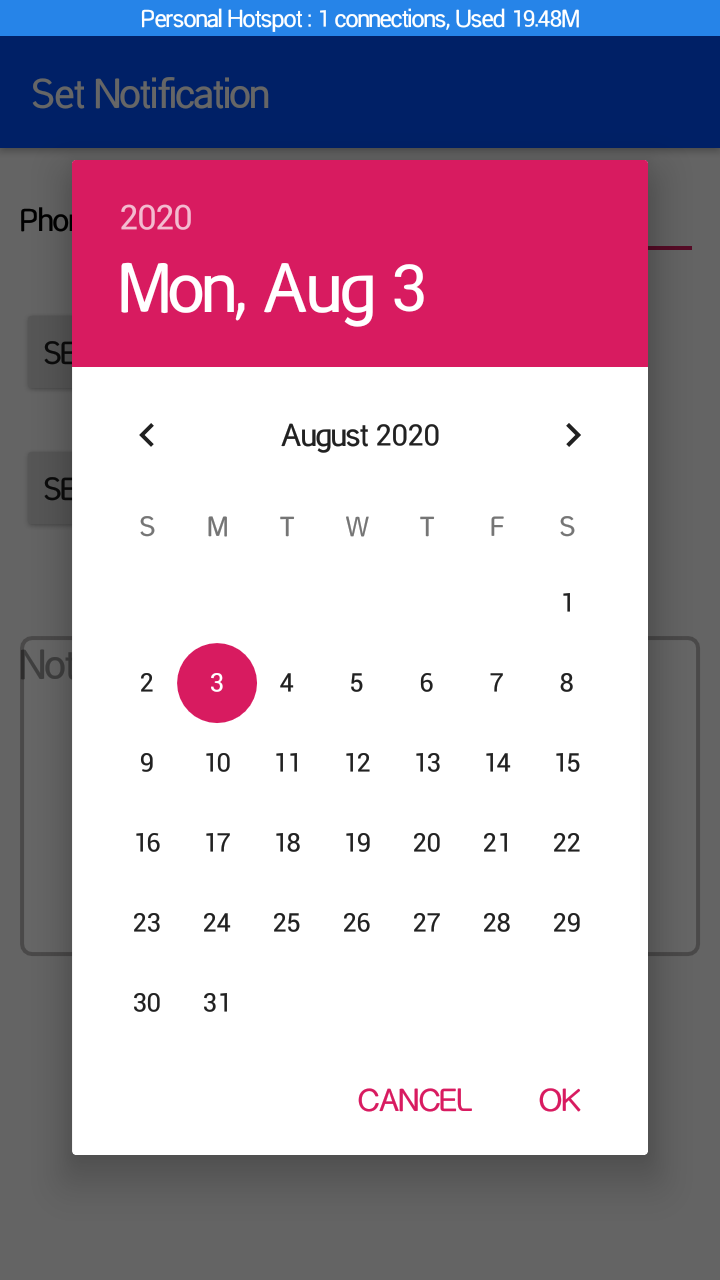 Personal Hotspot : 1 connections, Used 19.48M
Set Notification
2020
Mon, Aug 3
August 2020
S M T W T F S
1
2 3 4 5 6 7 8
9 10 11 12 13 14 15
16 17 18 19 20 21 22
23 24 25 26 27 28 29
30 31
CANCEL OK